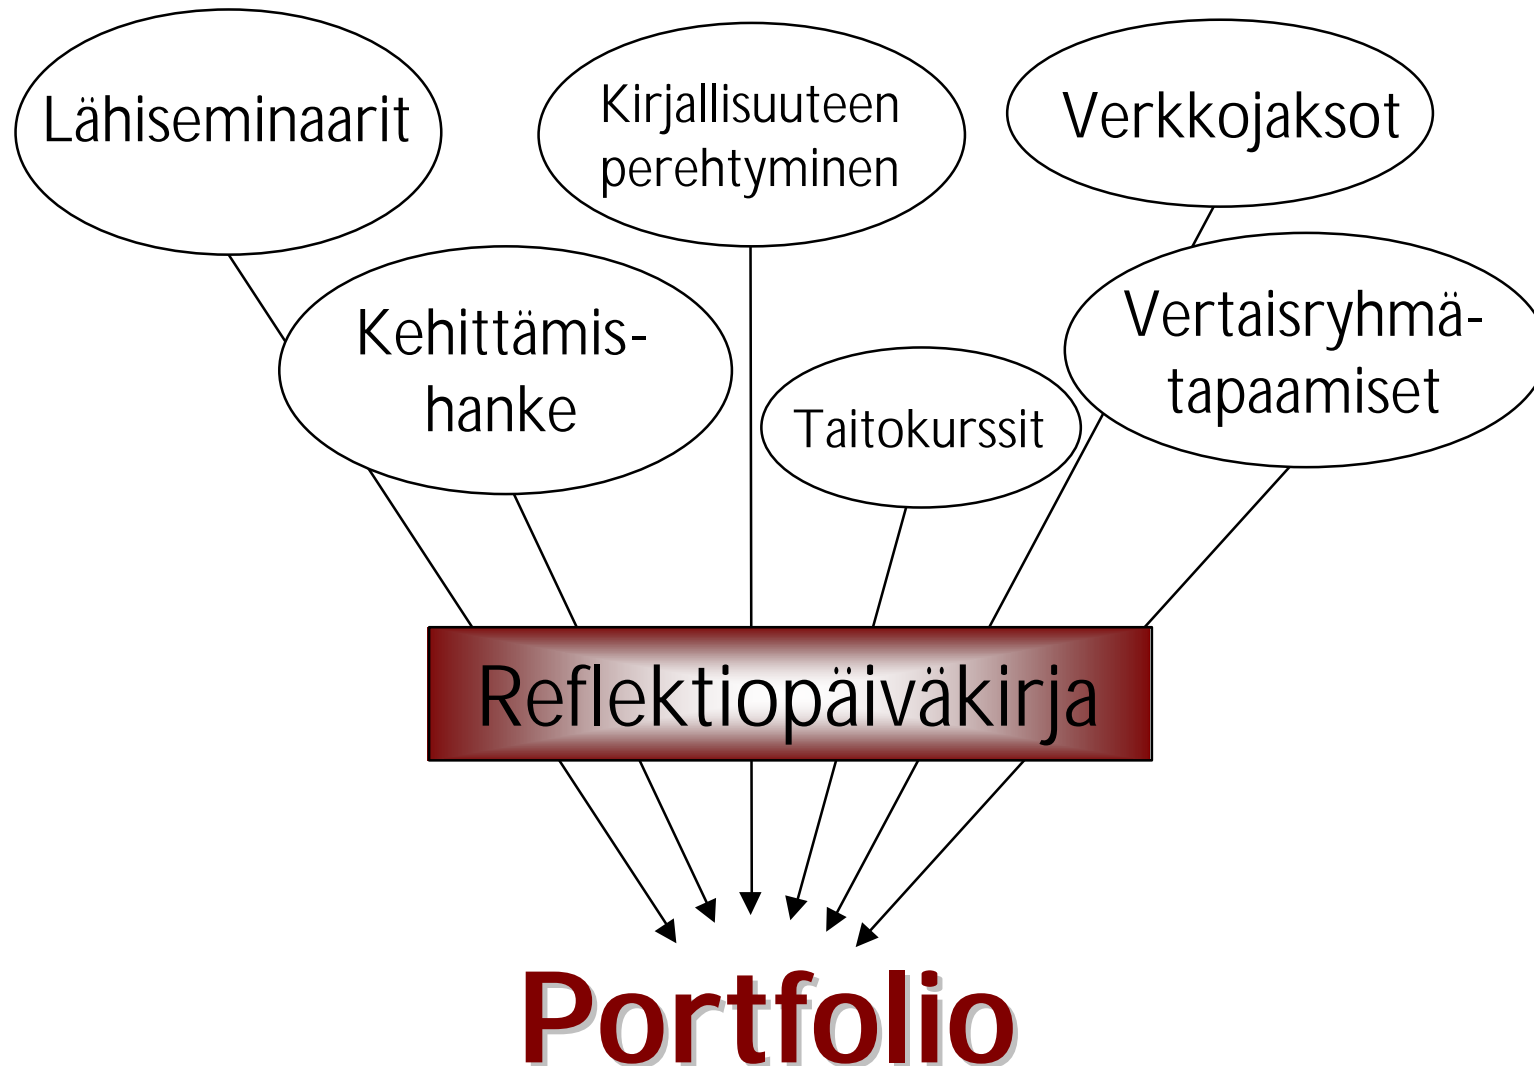 Lähiseminaarit
Kirjallisuuteen
perehtyminen
Verkkojaksot
Kehittämis-
hanke
Taitokurssit
Vertaisryhmä-
tapaamiset
Reflektiopäiväkirja
Portfolio